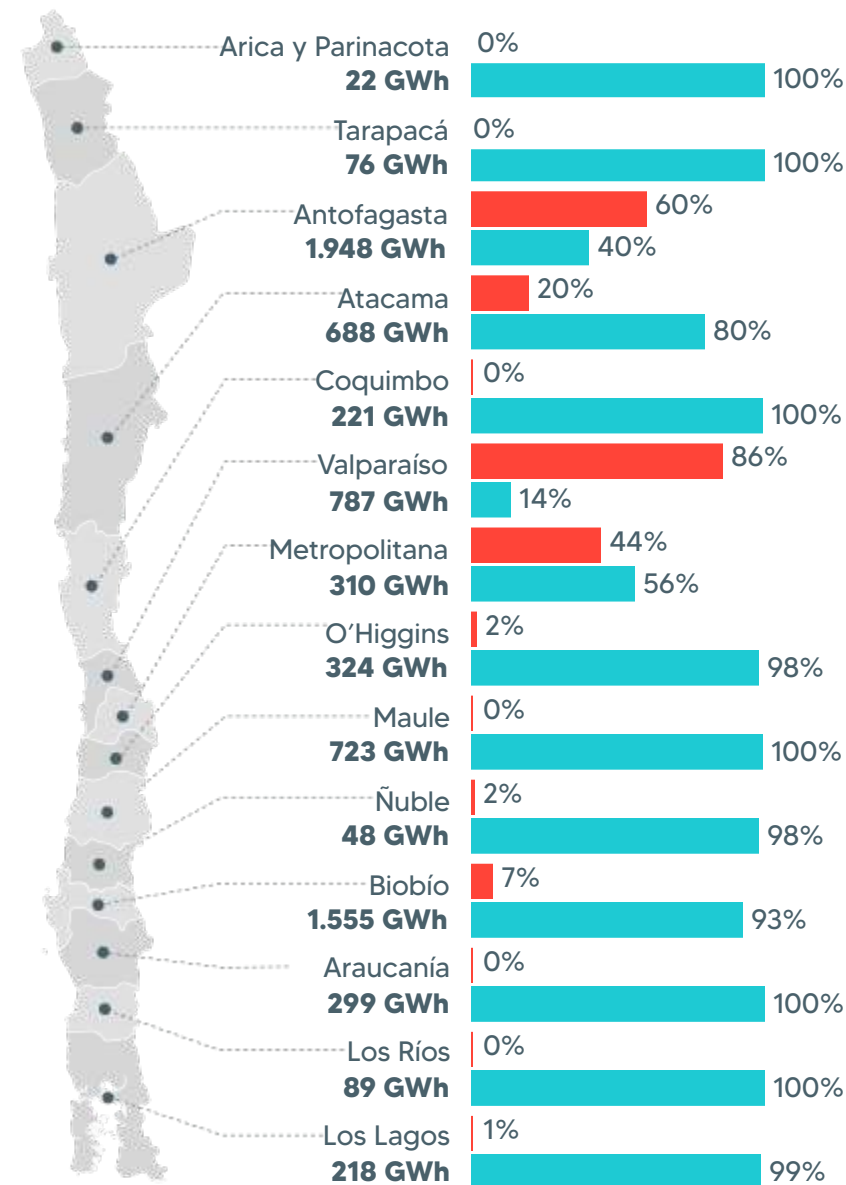 Arica y Parinacota 0%
22 GWh 100%
Tarapacá 0%
76 GWh 100%
Antofagasta 60%
1.948 GWh 40%
Atacama 20%
688 GWh 80%
Coquimbo 0%
221 GWh 100%
Valparaíso 86%
787 GWh 14%
Metropolitana 44%
310 GWh 56%
O’Higgins 2%
324 GWh 98%
Maule 0%
723 GWh 100%
Ñuble 2%
48 GWh 98%
Biobío 7%
1.555 GWh 93%
Araucanía 0%
299 GWh 100%
Los Ríos 0%
89 GWh 100%
Los Lagos 1%
218 GWh 99%